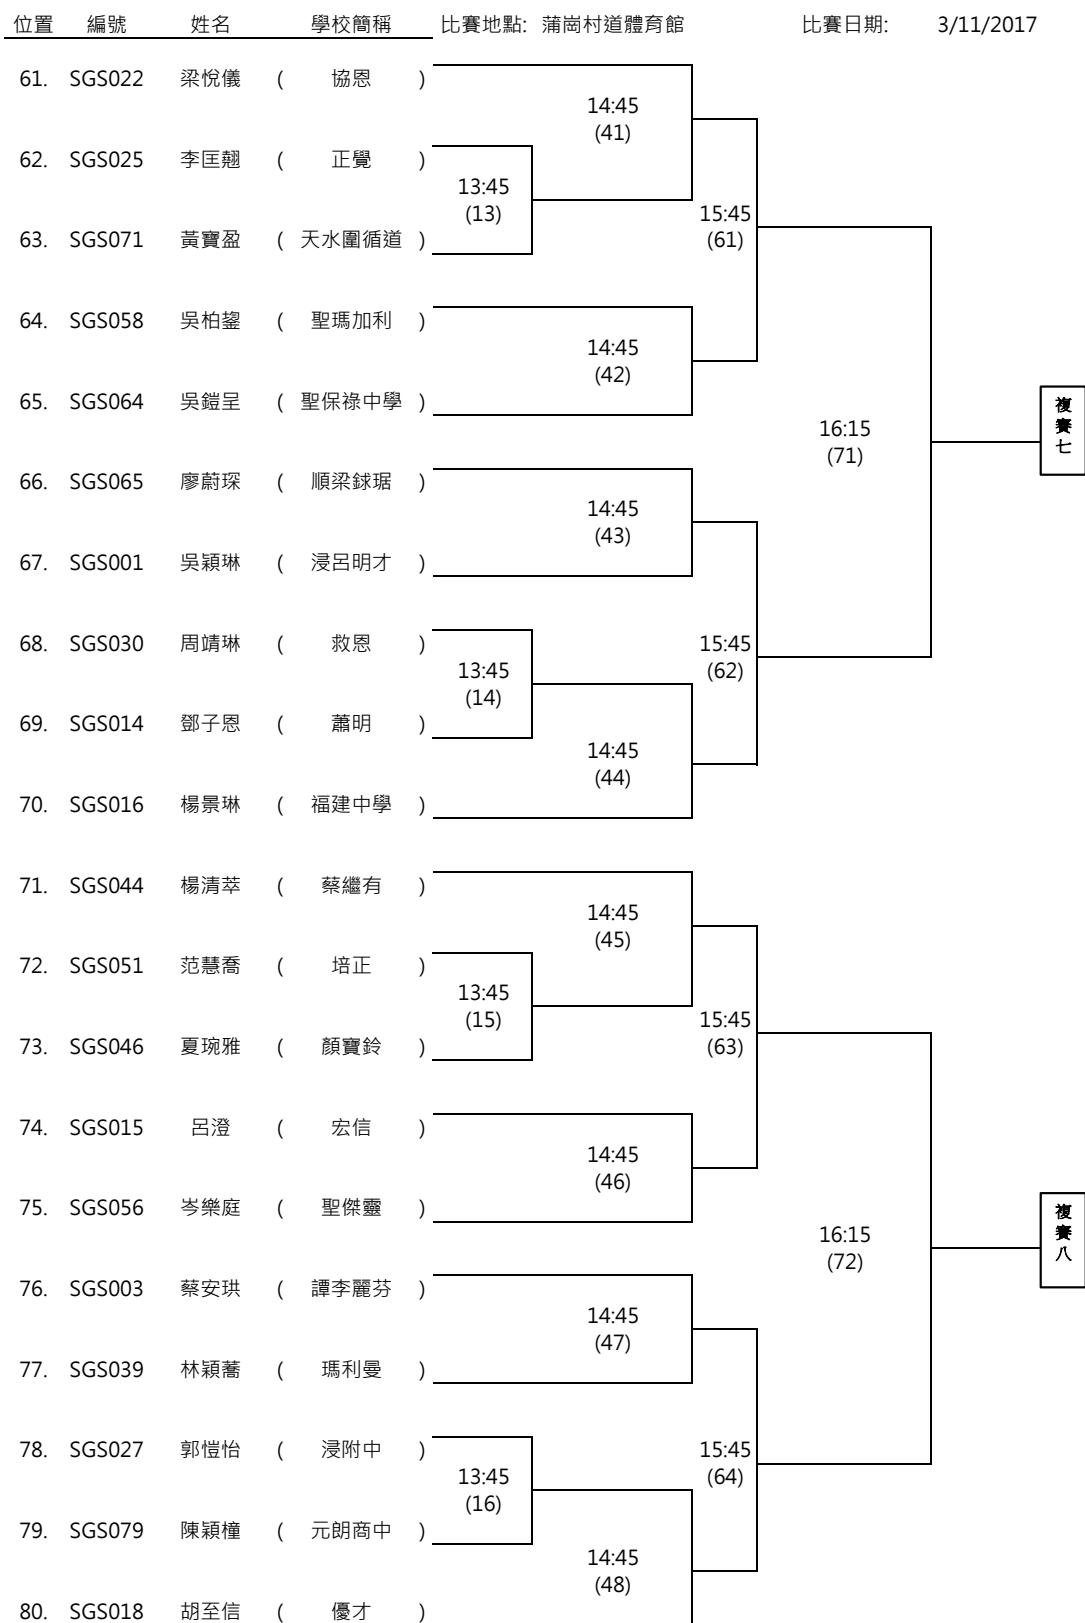 位置 編號 姓名 學校簡稱 比賽地點: 蒲崗村道體育館 比賽日期: 3/11/2017
61. SGS022 梁悅儀 ( 協恩 )
14:45
(41)
62. SGS025 李匡翹 ( 正覺 )
13:45
(13)
15:45
(61)
63. SGS071 黃寶盈 ( 天水圍循道 )
64. SGS058 吳柏鋆 ( 聖瑪加利 )
14:45
(42)
65. SGS064 吳鎧呈 ( 聖保祿中學 )
16:15
(71)
複賽七
66. SGS065 廖蔚琛 ( 順梁銶琚 )
14:45
(43)
67. SGS001 吳穎琳 ( 浸呂明才 )
68. SGS030 周靖琳 ( 救恩 )
13:45
(14)
15:45
(62)
69. SGS014 鄧子恩 ( 蕭明 )
14:45
(44)
70. SGS016 楊景琳 ( 福建中學 )
71. SGS044 楊清萃 ( 蔡繼有 )
14:45
(45)
72. SGS051 范慧喬 ( 培正 )
13:45
(15)
15:45
(63)
73. SGS046 夏琬雅 ( 顏寶鈴 )
74. SGS015 呂澄 ( 宏信 )
14:45
(46)
75. SGS056 岑樂庭 ( 聖傑靈 )
16:15
(72)
複賽八
76. SGS003 蔡安珙 ( 譚李麗芬 )
14:45
(47)
77. SGS039 林穎蕎 ( 瑪利曼 )
78. SGS027 郭愷怡 ( 浸附中 )
13:45
(16)
15:45
(64)
79. SGS079 陳穎橦 ( 元朗商中 )
14:45
(48)
80. SGS018 胡至信 ( 優才 )